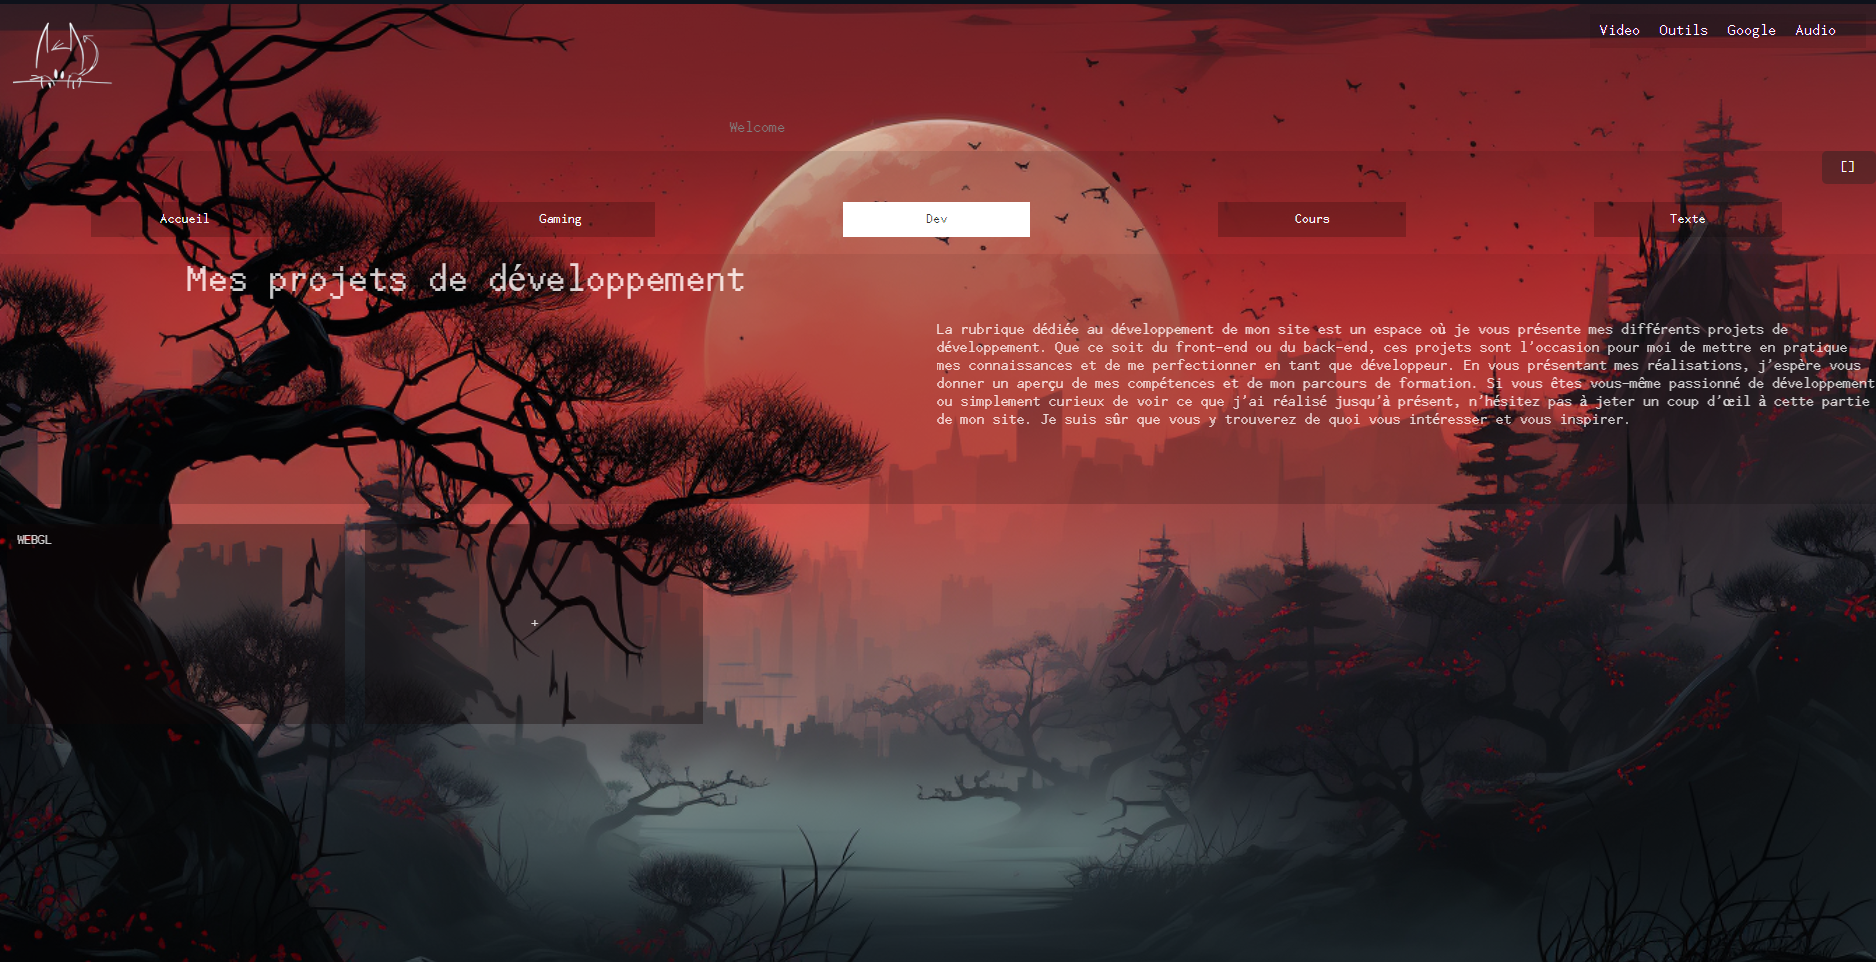 Video Outils Google Audio
Welcome
[]
Accueil Gaming Dev Cours Texte
Mes projets de développement
La rubrique dédiée au développement de mon site est un espace où je vous présente mes différents projets de
développement. Que ce soit du front-end ou du back-end, ces projets sont l'occasion pour moi de mettre en pratique
mes connaissances et de me perfectionner en tant que développeur. En vous présentant mes réalisations, j'espère vous
donner un aperçu de mes compétences et de mon parcours de formation. Si vous êtes vous-même passionné de développement
ou simplement curieux de voir ce que j'ai réalisé jusqu'à présent, n'hésitez pas à jeter un coup d'œil à cette partie
de mon site. Je suis sûr que vous y trouverez de quoi vous intéresser et vous inspirer.
WEBGL
+